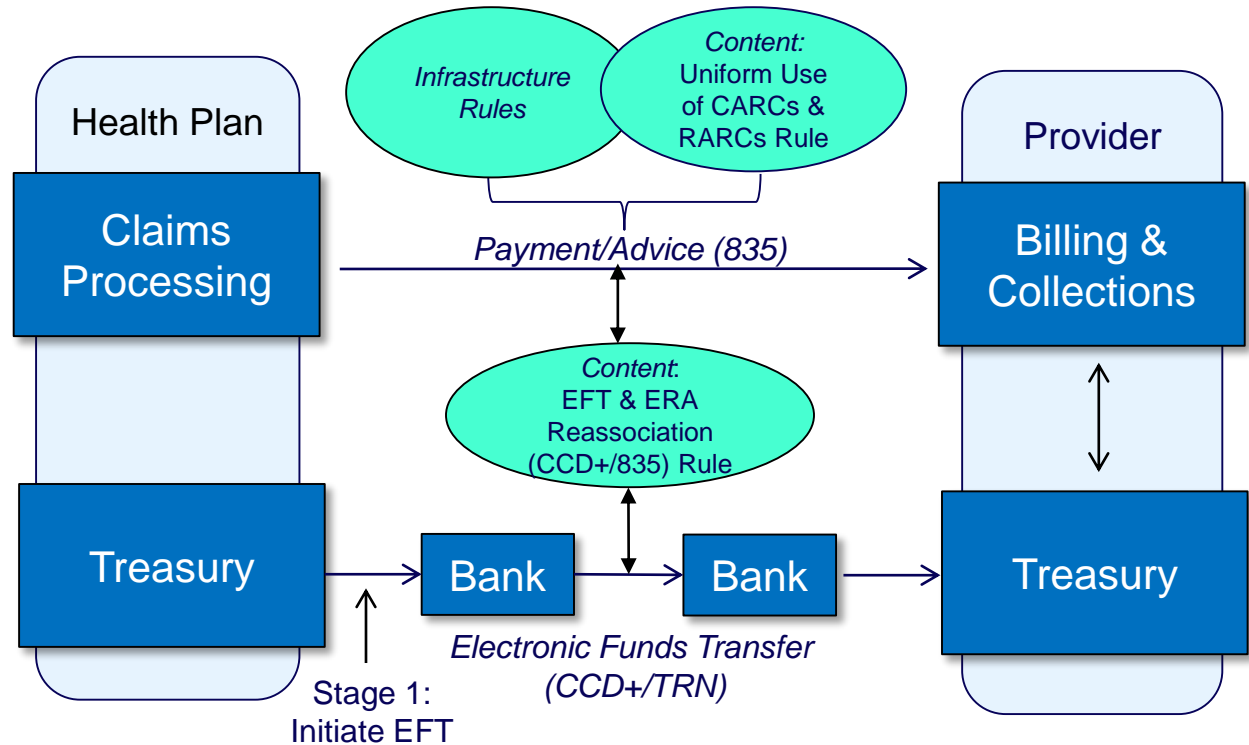 Infrastructure
Rules
Content:
Uniform Use
of CARCs &
RARCs Rule
Health Plan
Provider
Claims
Processing
Payment/Advice (835)
Billing &
Collections
Content:
EFT & ERA
Reassociation
(CCD+/835) Rule
Treasury
Bank
Bank
Treasury
Electronic Funds Transfer
(CCD+/TRN)
Stage 1:
Initiate EFT